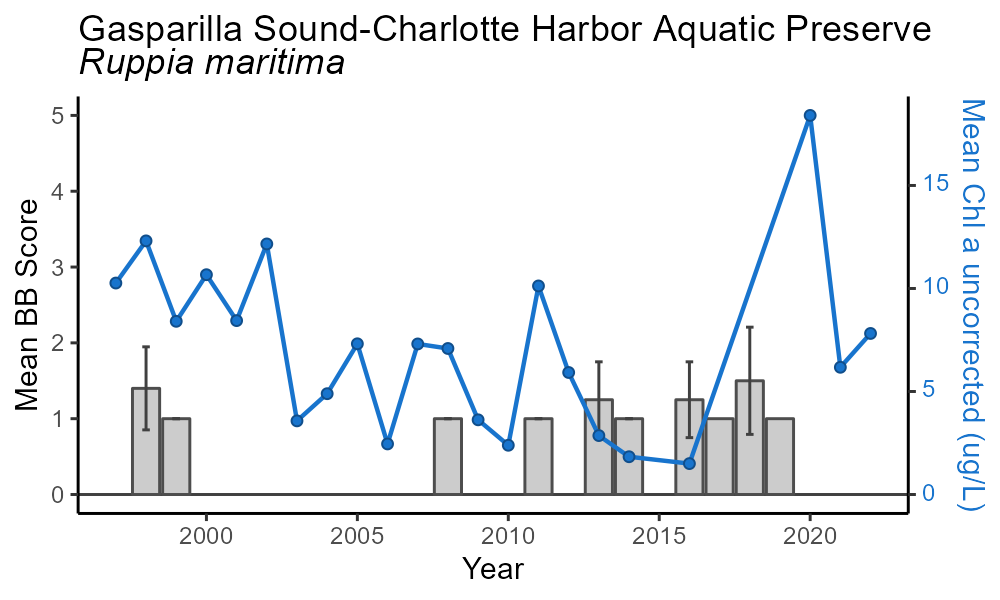 Gasparilla Sound-Charlotte Harbor Aquatic Preserve
Ruppia maritima
Mean BB Score
5
4
3
2
1
0
Mean Chl a uncorrected (ug/L)
15
10
5
0
2000 2005 2010 2015 2020
Year